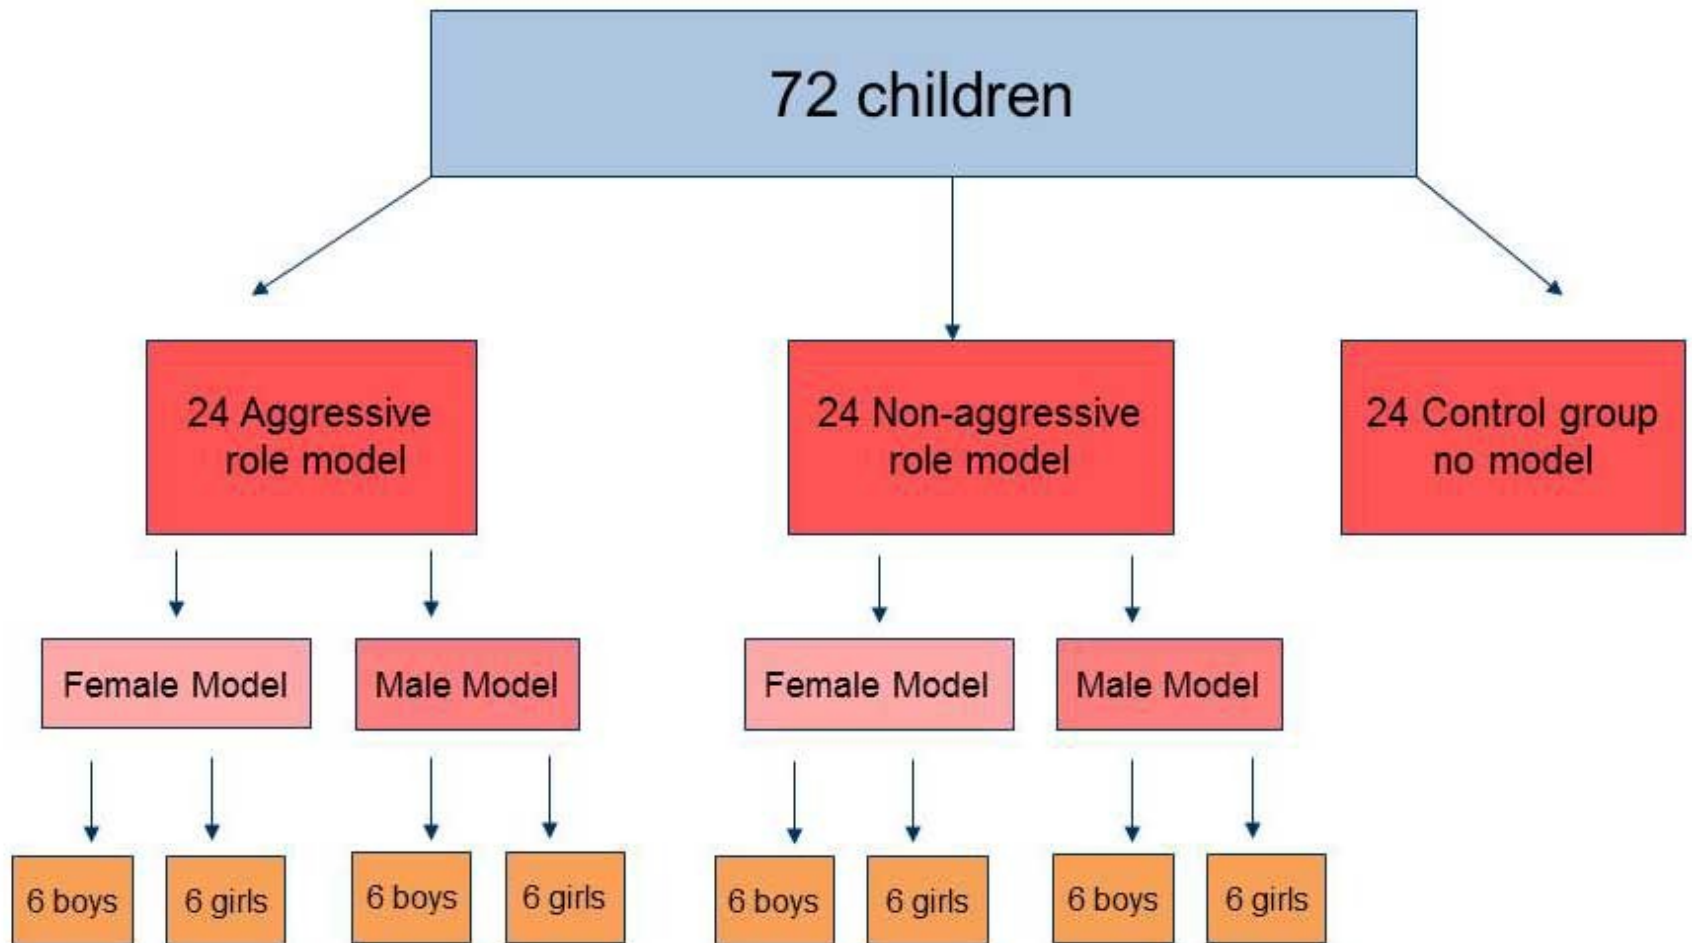 72 children
24 Aggressive
role model
24 Non-aggressive
role model
24 Control group
no model
Female Model
Male Model
Female Model
Male Model
6 boys
6 girls
6 boys
6 girls
6 boys
6 girls
6 boys
6 girls